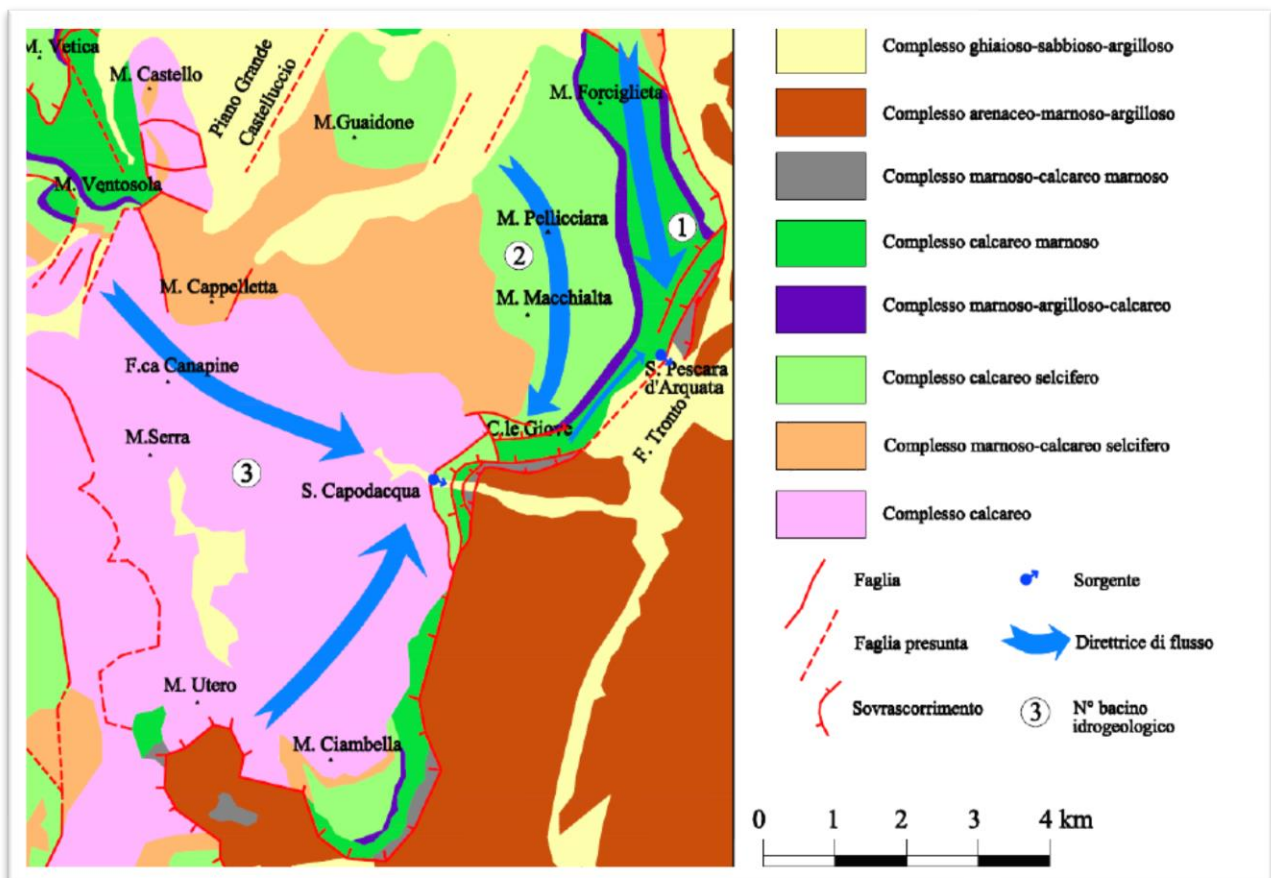 M. Vetica
M. Castello
Piano Grande
Castelluccio
M.Guaidone
M. Forciglieta
M. Ventosola
M. Pellicciara
1
2
M. Cappelletta
M. Macchialta
F.ca Canapine
S. Pescara
d'Arquata
M.Serra
C.le Giove
F. Tronto
3
S. Capodacqua
M. Utero
M. Ciambella
Complesso ghiaioso-sabbioso-argilloso
Complesso arenaceo-marnoso-argilloso
Complesso marnoso-calcareo marnoso
Complesso calcareo marnoso
Complesso marnoso-argilloso-calcareo
Complesso calcareo selcifero
Complesso marnoso-calcareo selcifero
Complesso calcareo
Faglia
Sorgente
Faglia presunta
Direttrice di flusso
Sovrascorrimento
3
N° bacino
idrogeologico
0 1 2 3 4 km